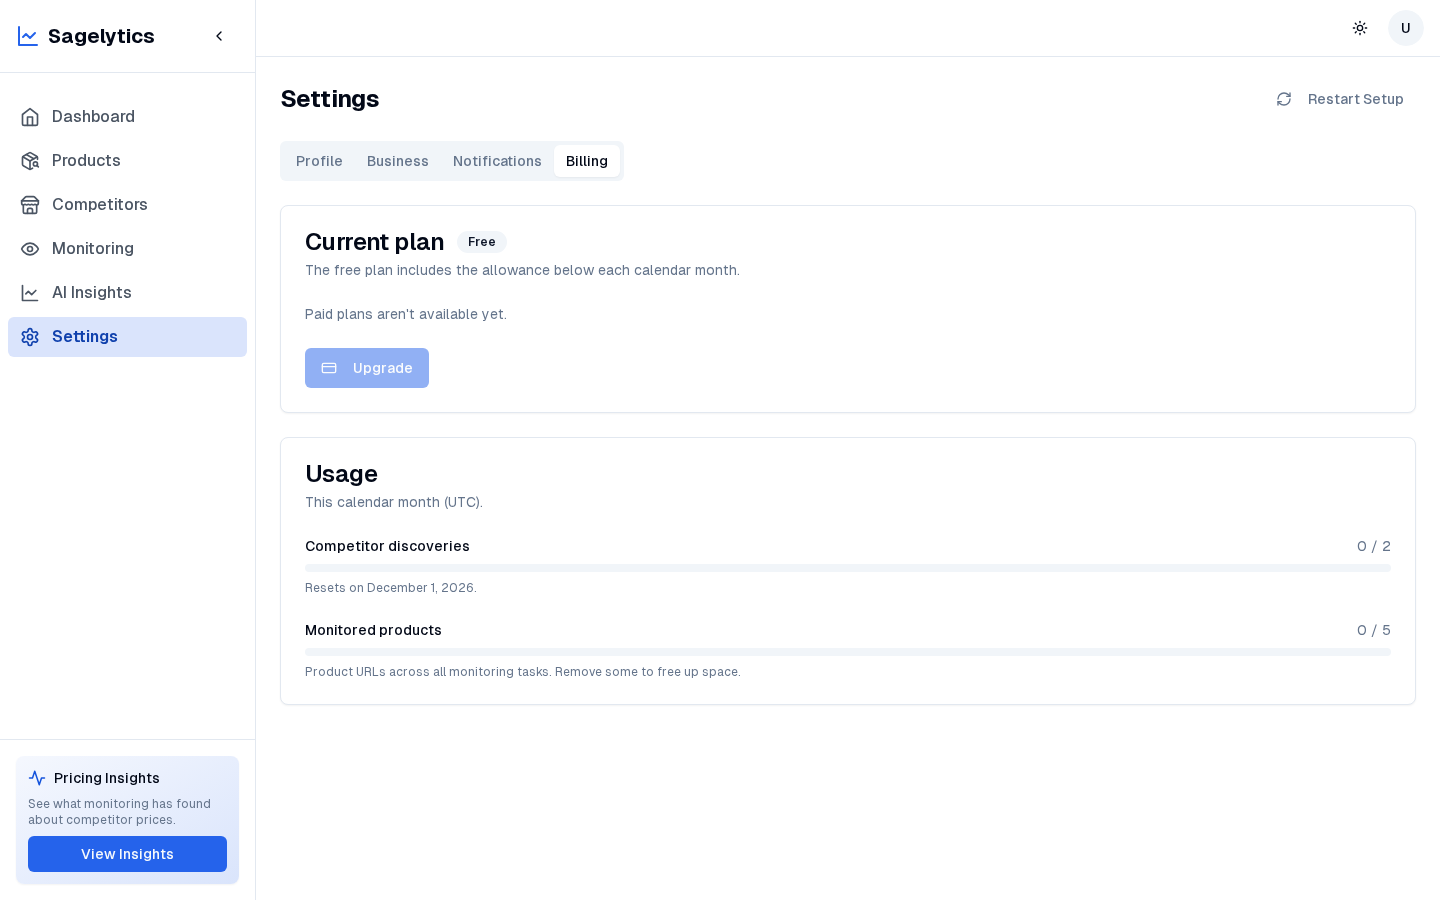 Sagelytics
U
Dashboard
Products
Competitors
Monitoring
AI Insights
Settings
Pricing Insights
See what monitoring has found
about competitor prices.
View Insights
Settings
Restart Setup
Profile
Business
Notifications
Billing
Current plan
Free
The free plan includes the allowance below each calendar month.
Paid plans aren't available yet.
Upgrade
Usage
This calendar month (UTC).
Competitor discoveries
0 / 2
Resets on December 1, 2026.
Monitored products
0 / 5
Product URLs across all monitoring tasks. Remove some to free up space.